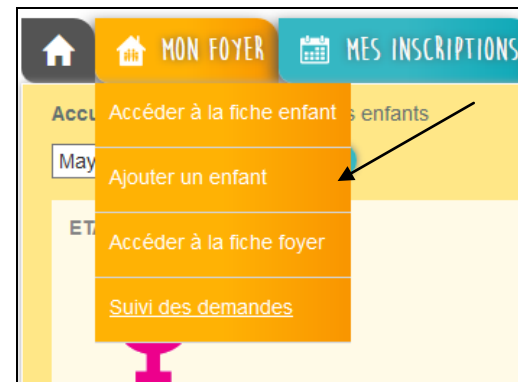 MON FOYER MES INSCRIPTIONS
Accu Accéder à la fiche enfant s enfants
May
Ajouter un enfant
ET
Accéder à la fiche foyer
Suivi des demandes